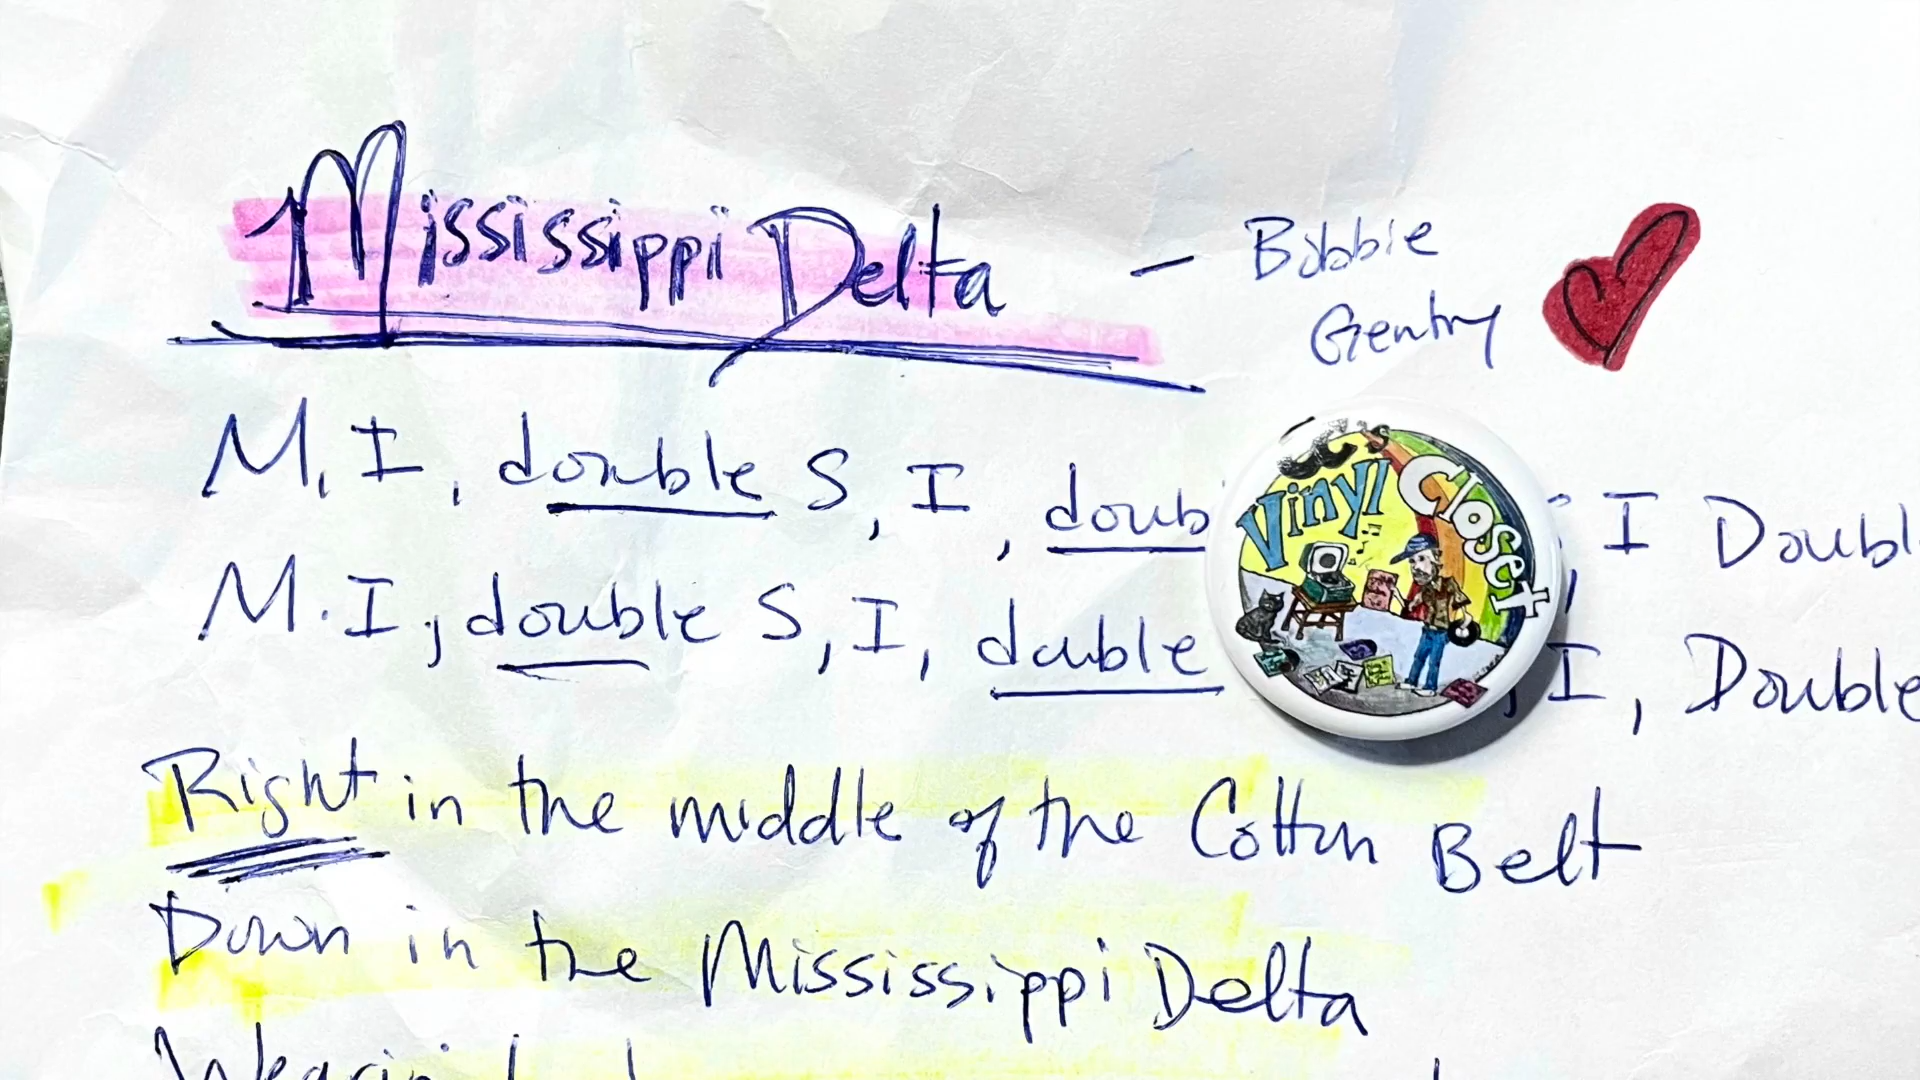 Mississippi Delta
- Bobbie
Gentry
M, I, double S, I, doub I Doubl
M. I, double S, I, double , I, Double
Vinyl Closet
Right in the middle of the Cotton Belt
Down in the Mississippi Delta